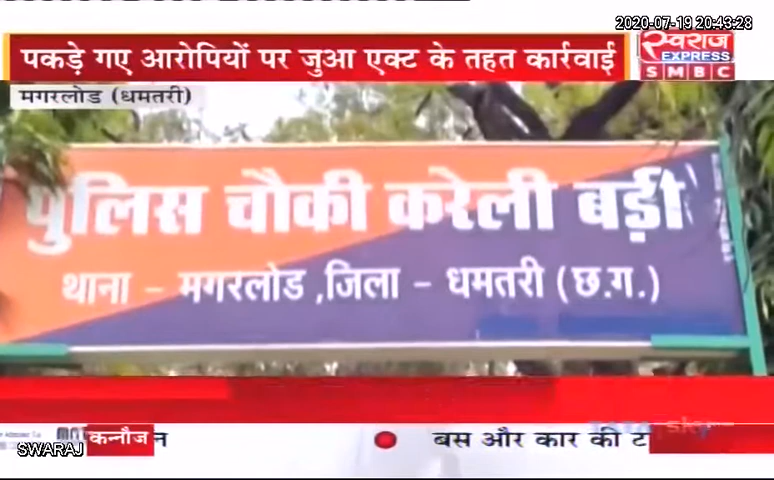 2020-07-19 20:43:28
पकड़े गए आरोपियों पर जुआ एक्ट के तहत कार्रवाई
स्वराज
EXPRESS
SMBC
मगरलोड (धमतरी)
पुलिस चौकी करेली बड़ी
थाना - मगरलोड ,जिला - धमतरी (छ.ग.)
कन्नौज
बस और कार की
SWARAJ